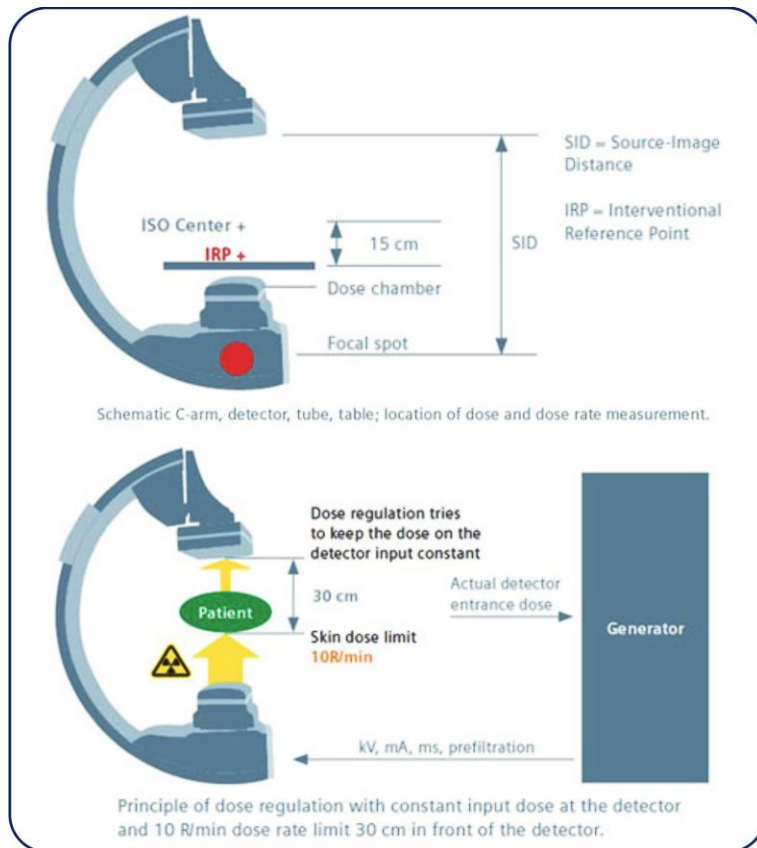 SID = Source-Image
Distance
ISO Center +
IRP = Interventional
Reference Point
15 cm
SID
IRP +
Dose chamber
Focal spot
Schematic C-arm, detector, tube, table; location of dose and dose rate measurement.
Dose regulation tries
to keep the dose on the
detector input constant
30 cm
Actual detector
entrance dose
Patient
Generator
Skin dose limit
10R/min
kV, mA, ms, prefiltration
Principle of dose regulation with constant input dose at the detector
and 10 R/min dose rate limit 30 cm in front of the detector.